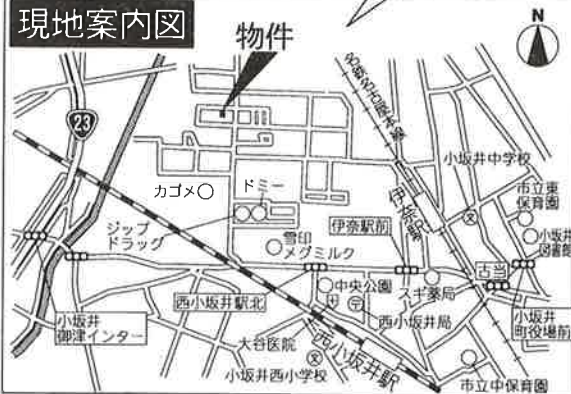 現地案内図
物件
N
23
名鉄名古屋本線
小坂井中学校
伊奈駅
市立東
保育園
小坂井
図書館
カゴメ
ドミー
ジップ
ドラッグ
雪印
メグミルク
伊奈駅前
古当
西小坂井駅北
中央公園
スギ薬局
西小坂井局
小坂井
町役場前
小坂井
御津インター
大谷医院
西小坂井駅
小坂井西小学校
市立中保育園